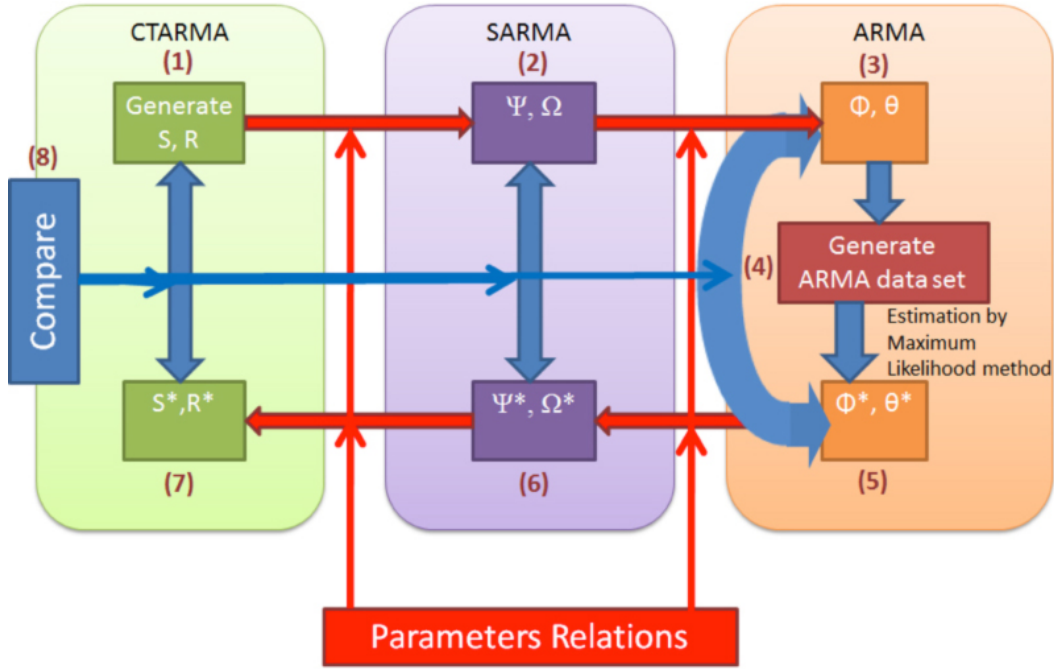 CTARMA
(1)
Generate
S, R
SARMA
(2)
Ψ, Ω
ARMA
(3)
Φ, θ
(8)
Compare
(4)
Generate
ARMA data set
Estimation by
Maximum
Likelihood method
S*,R*
(7)
Ψ*, Ω*
(6)
Φ*, θ*
(5)
Parameters Relations